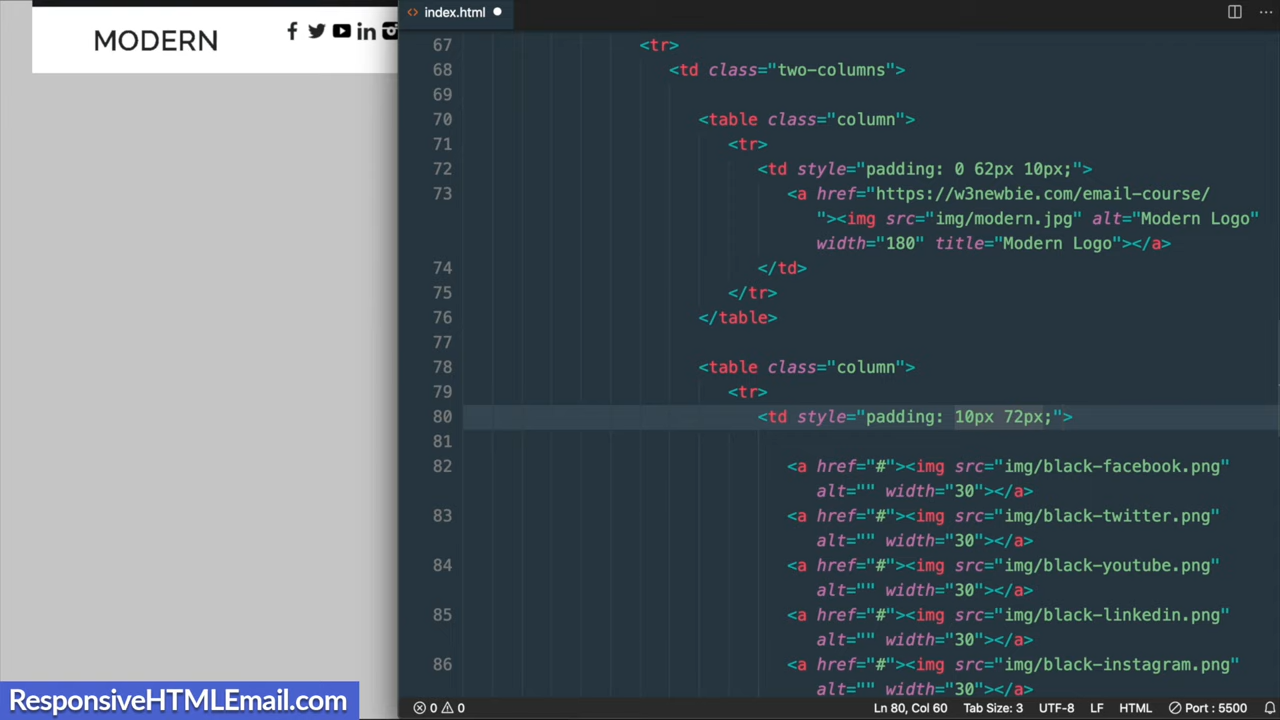 MODERN
index.html
67 <tr>
68 <td class="two-columns">
69
70 <table class="column">
71 <tr>
72 <td style="padding: 0 62px 10px;">
73 <a href="https://w3newbie.com/email-course/
"><img src="img/modern.jpg" alt="Modern Logo"
width="180" title="Modern Logo"></a>
74 </td>
75 </tr>
76 </table>
77
78 <table class="column">
79 <tr>
80 <td style="padding: 10px 72px;">
81
82 <a href="#"><img src="img/black-facebook.png"
alt="" width="30"></a>
83 <a href="#"><img src="img/black-twitter.png"
alt="" width="30"></a>
84 <a href="#"><img src="img/black-youtube.png"
alt="" width="30"></a>
85 <a href="#"><img src="img/black-linkedin.png"
alt="" width="30"></a>
86 <a href="#"><img src="img/black-instagram.png"
alt="" width="30"></a>
ResponsiveHTMLEmail.com
0 0 Ln 80, Col 60 Tab Size: 3 UTF-8 LF HTML Port : 5500